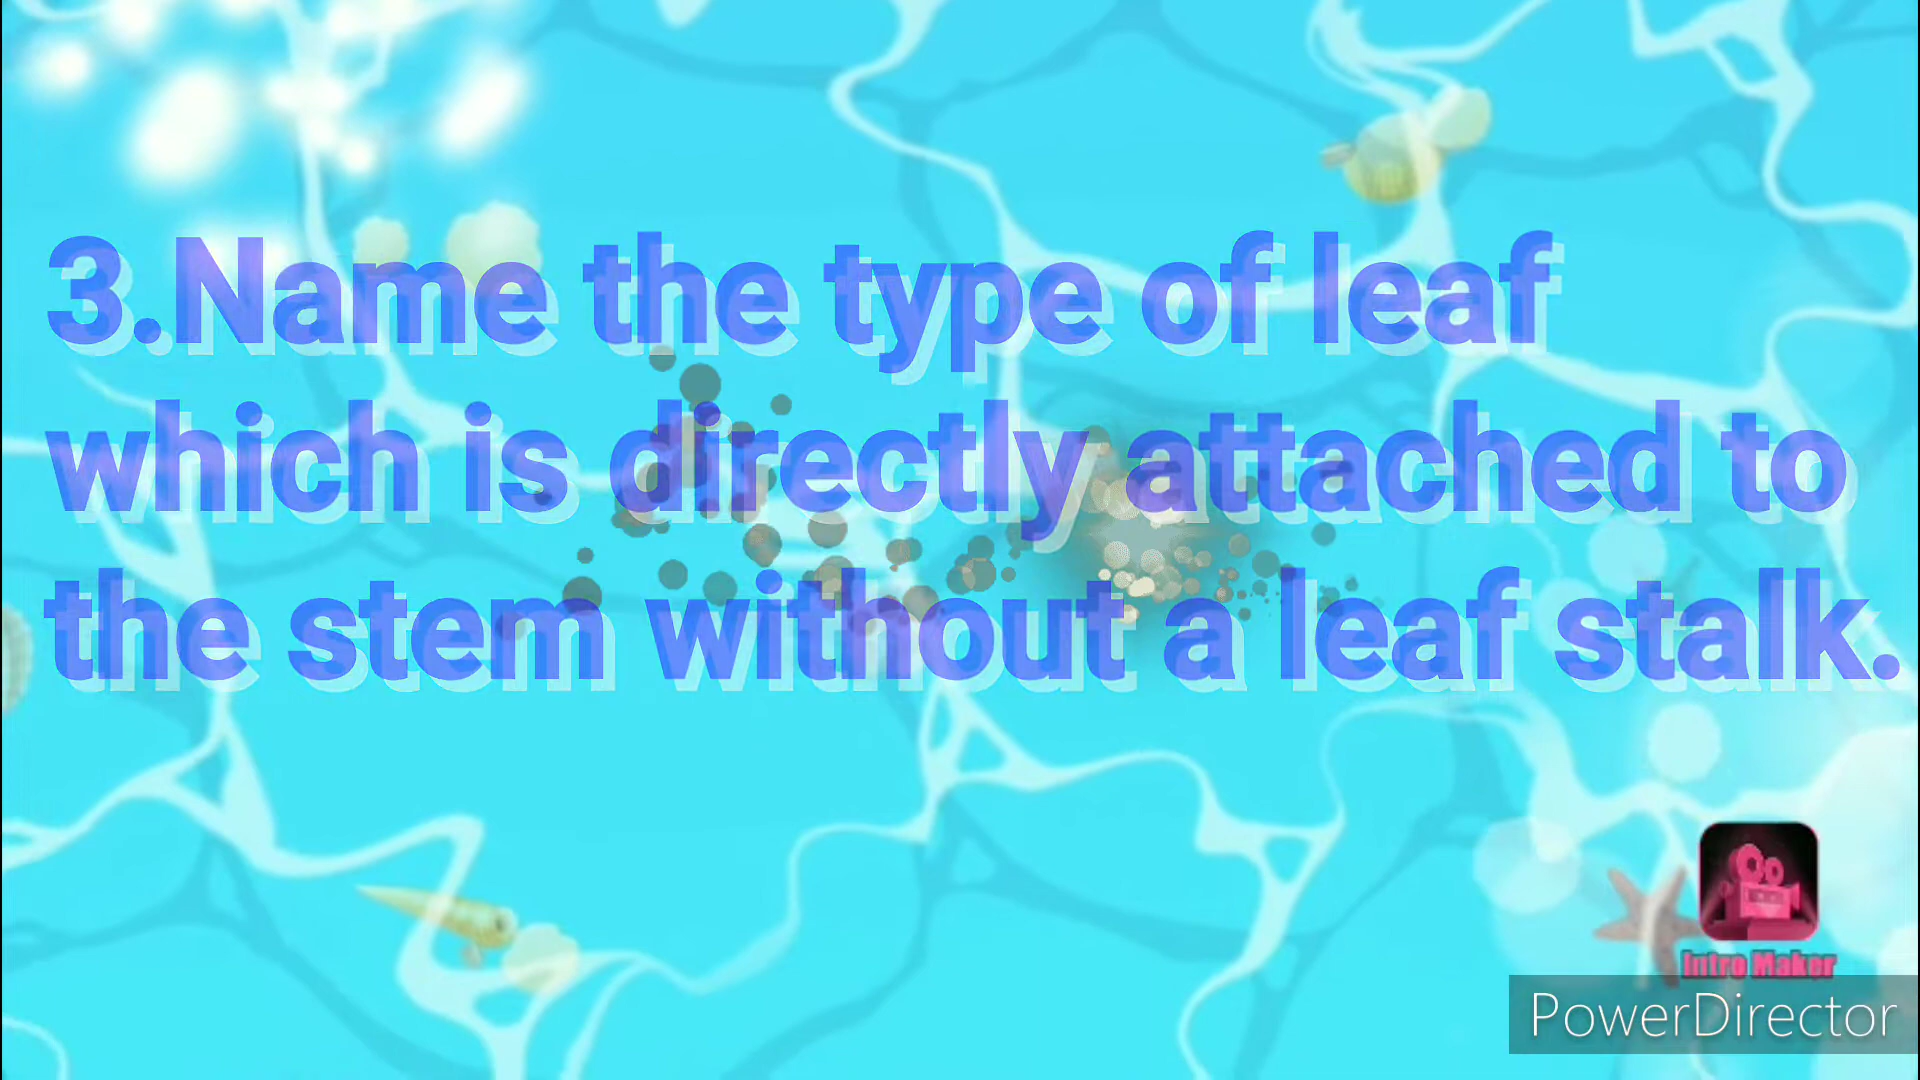 3.Name the type of leaf
which is directly attached to
the stem without a leaf stalk.
Intro Maker
PowerDirector